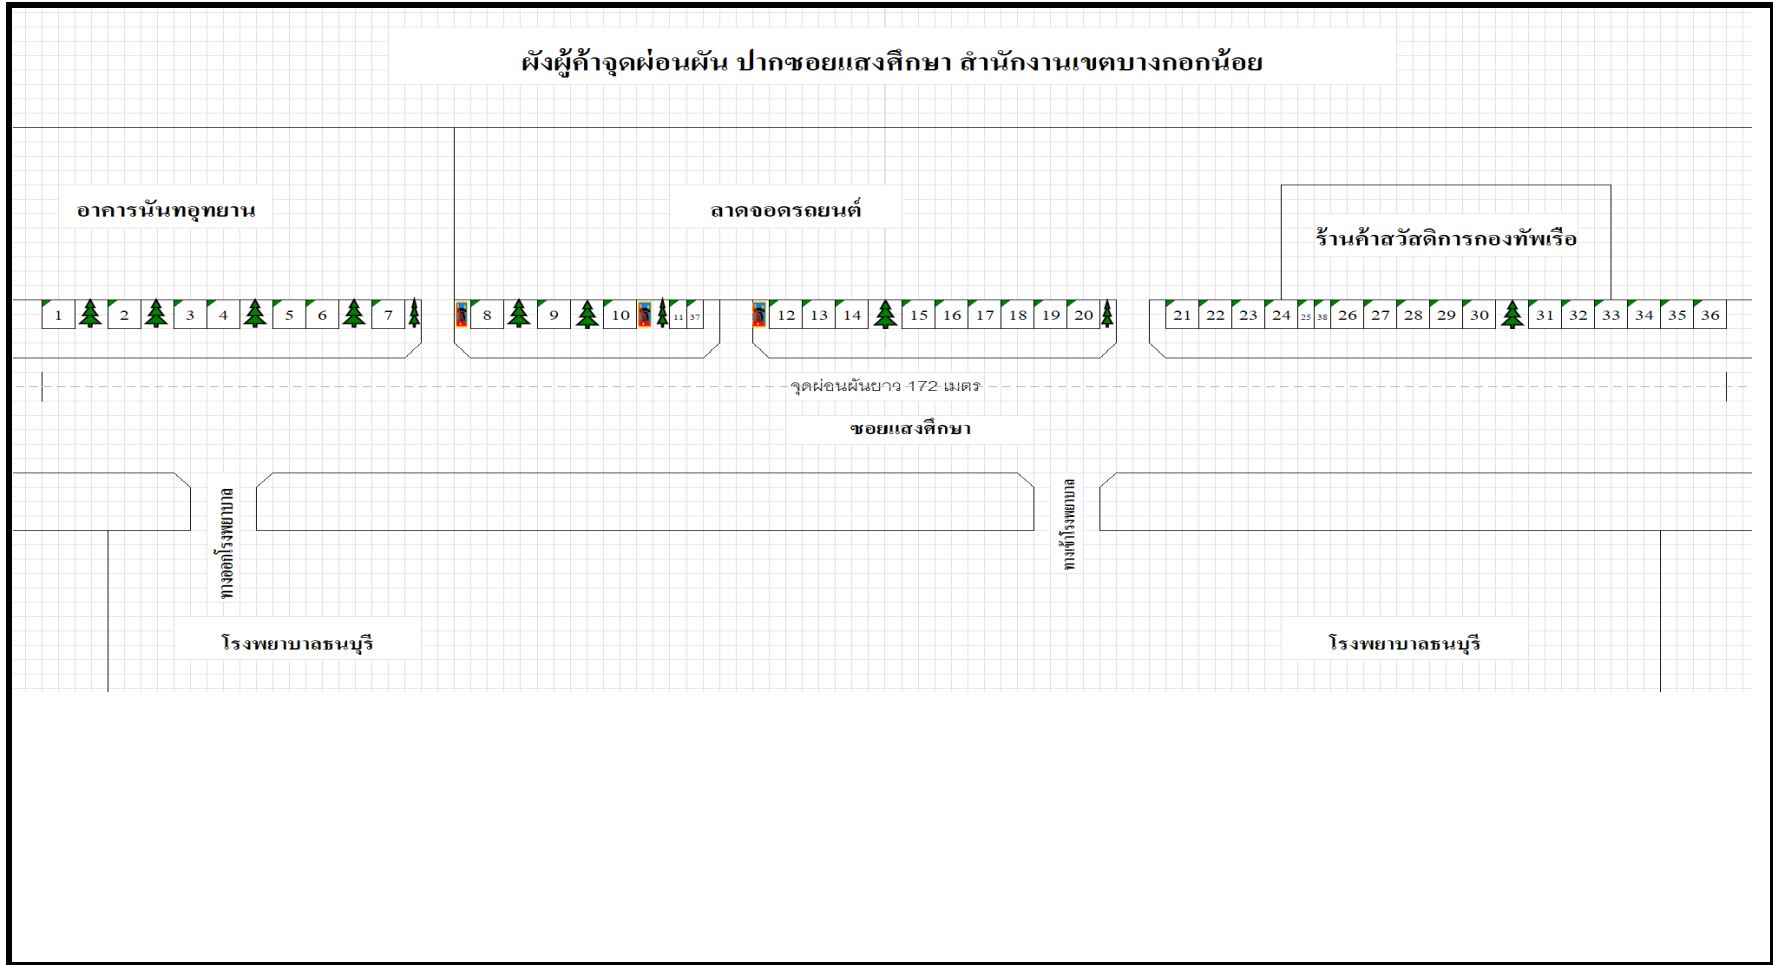 ผังผู้ค้าจุดผ่อนผัน ปากซอยแสงศึกษา สำนักงานเขตบางกอกน้อย
อาคารนันทอุทยาน
ลาดจอดรถยนต์
ร้านค้าสวัสดิการกองทัพเรือ
1 2 3 4 5 6 7 8 9 10 11 37 12 13 14 15 16 17 18 19 20 21 22 23 24 25 38 26 27 28 29 30 31 32 33 34 35 36
จุดผ่อนผันยาว 172 เมตร
ซอยแสงศึกษา
ทางออกโรงพยาบาล
ทางเข้าโรงพยาบาล
โรงพยาบาลธนบุรี
โรงพยาบาลธนบุรี